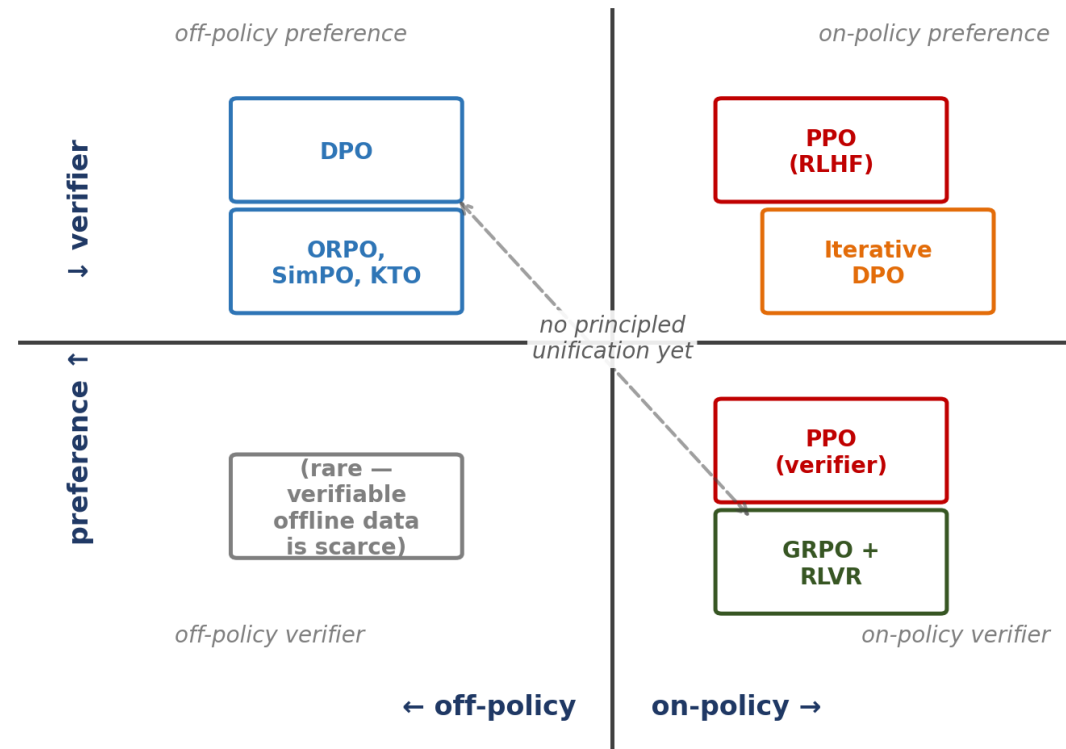 off-policy preference
on-policy preference
DPO
PPO
(RLHF)
↓ verifier
ORPO,
SimPO, KTO
Iterative
DPO
no principled
unification yet
preference ↑
(rare —
verifiable
offline data
is scarce)
PPO
(verifier)
GRPO +
RLVR
off-policy verifier
on-policy verifier
← off-policy
on-policy →